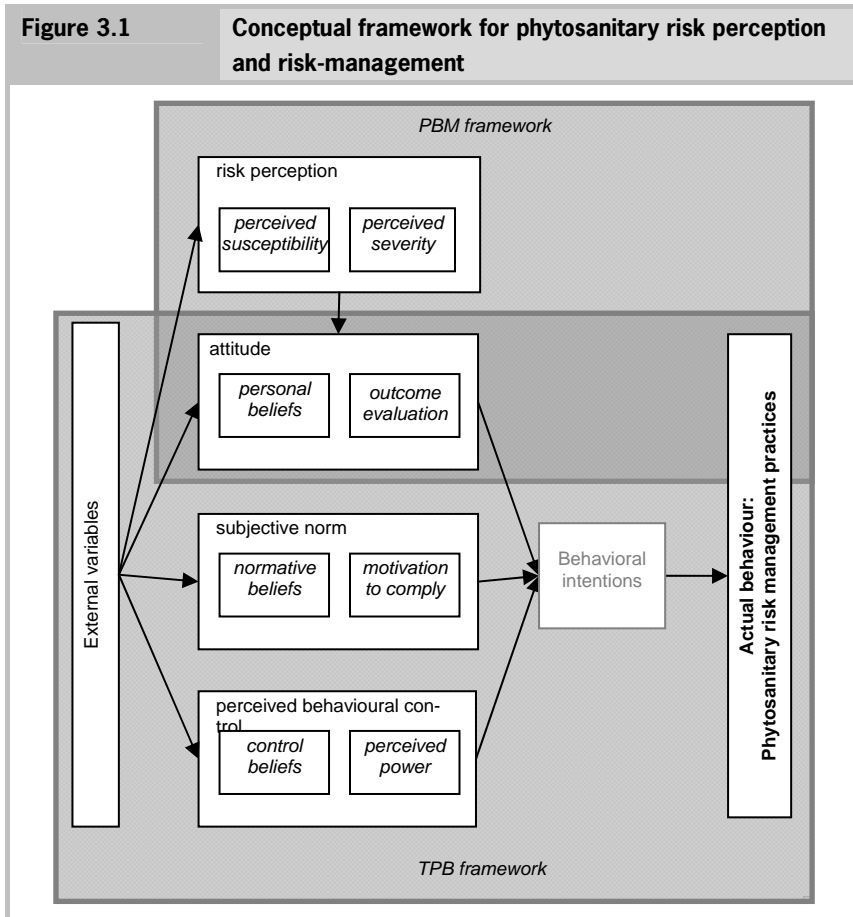 Figure 3.1
Conceptual framework for phytosanitary risk perception
and risk-management
PBM framework
risk perception
perceived
susceptibility
perceived
severity
attitude
personal
beliefs
outcome
evaluation
subjective norm
normative
beliefs
motivation
to comply
perceived behavioural con-
trol
control
beliefs
perceived
power
External variables
Behavioral
intentions
Actual behaviour:
Phytosanitary risk management practices
TPB framework